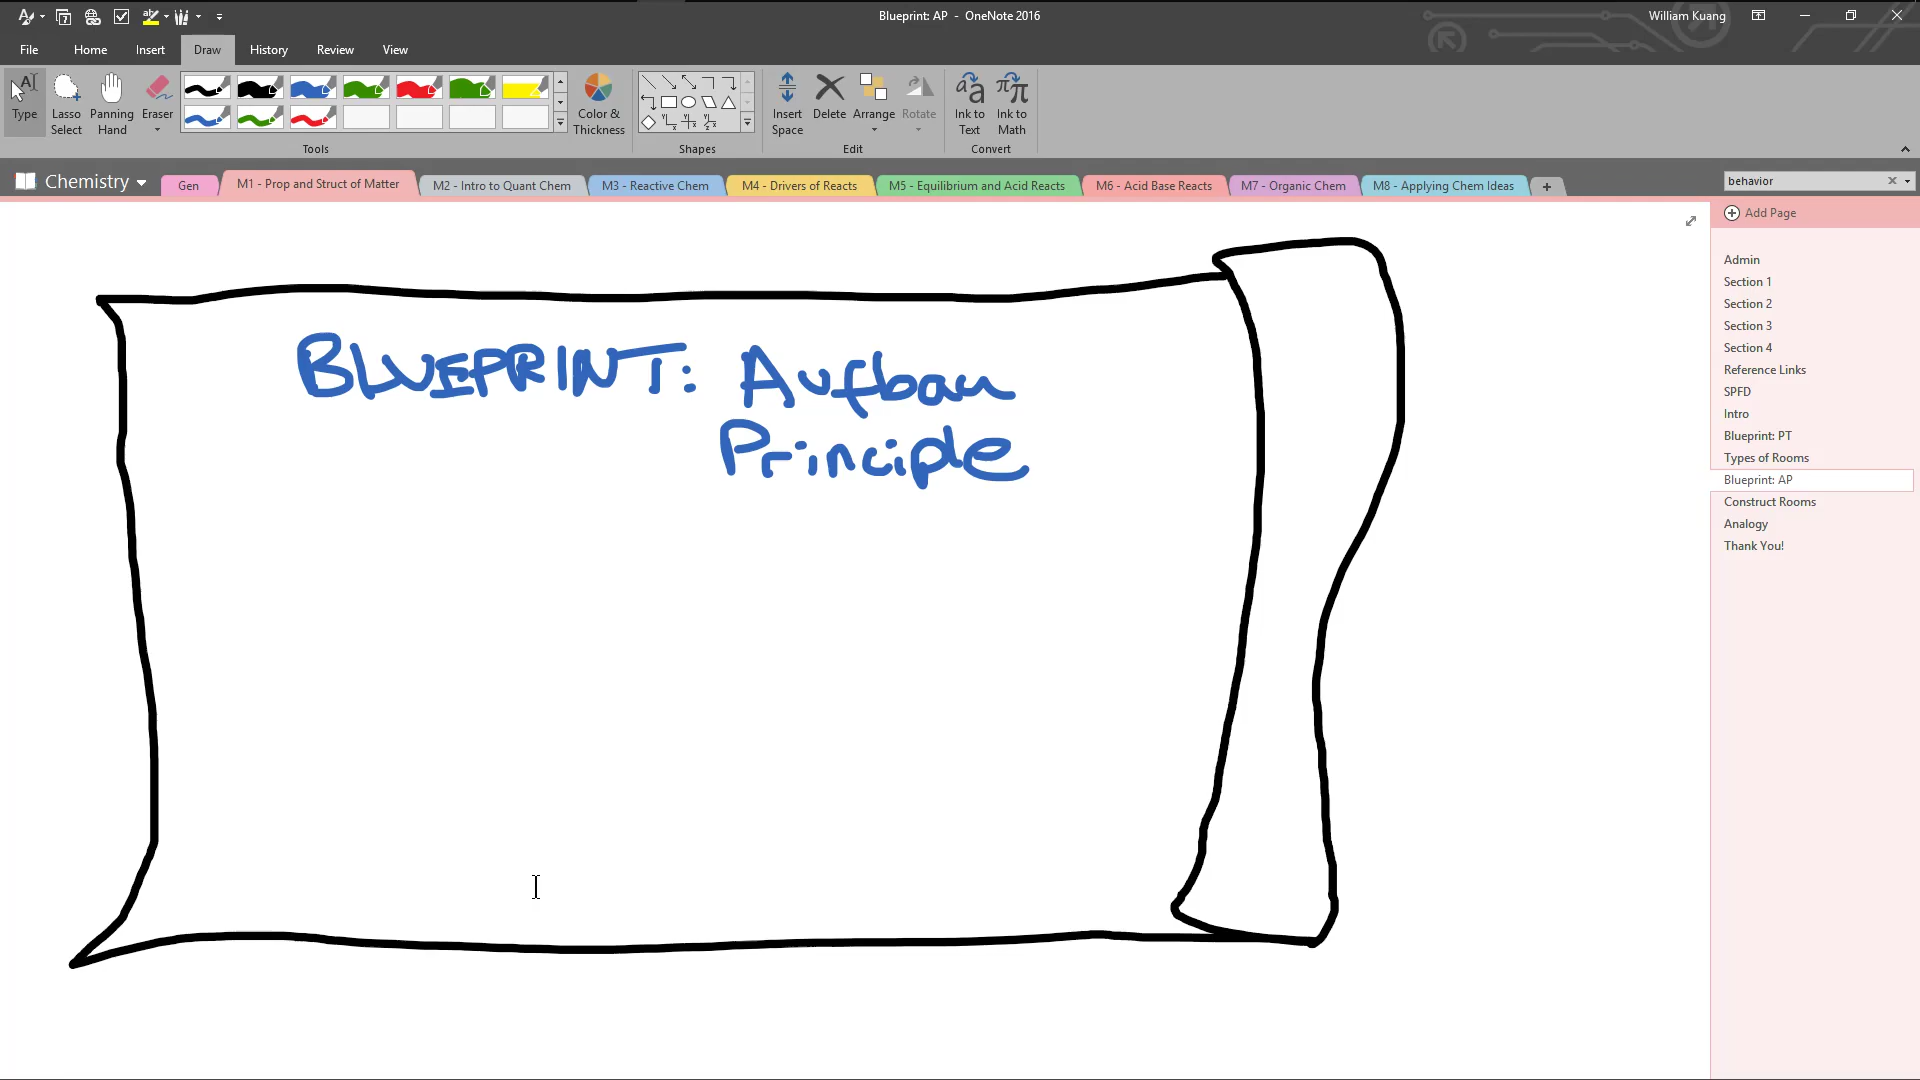 Blueprint: AP - OneNote 2016
William Kuang
File Home Insert Draw History Review View
Type
Lasso Select
Panning Hand
Eraser
Color & Thickness
Insert Space
Delete
Arrange
Rotate
Ink to Text
Ink to Math
Tools
Shapes
Edit
Convert
Chemistry
Gen
M1 - Prop and Struct of Matter
M2 - Intro to Quant Chem
M3 - Reactive Chem
M4 - Drivers of Reacts
M5 - Equilibrium and Acid Reacts
M6 - Acid Base Reacts
M7 - Organic Chem
M8 - Applying Chem Ideas
behavior
Add Page
Admin
Section 1
Section 2
Section 3
Section 4
Reference Links
SPFD
Intro
Blueprint: PT
Types of Rooms
Blueprint: AP
Construct Rooms
Analogy
Thank You!
BLUEPRINT: Aufbau
Principle